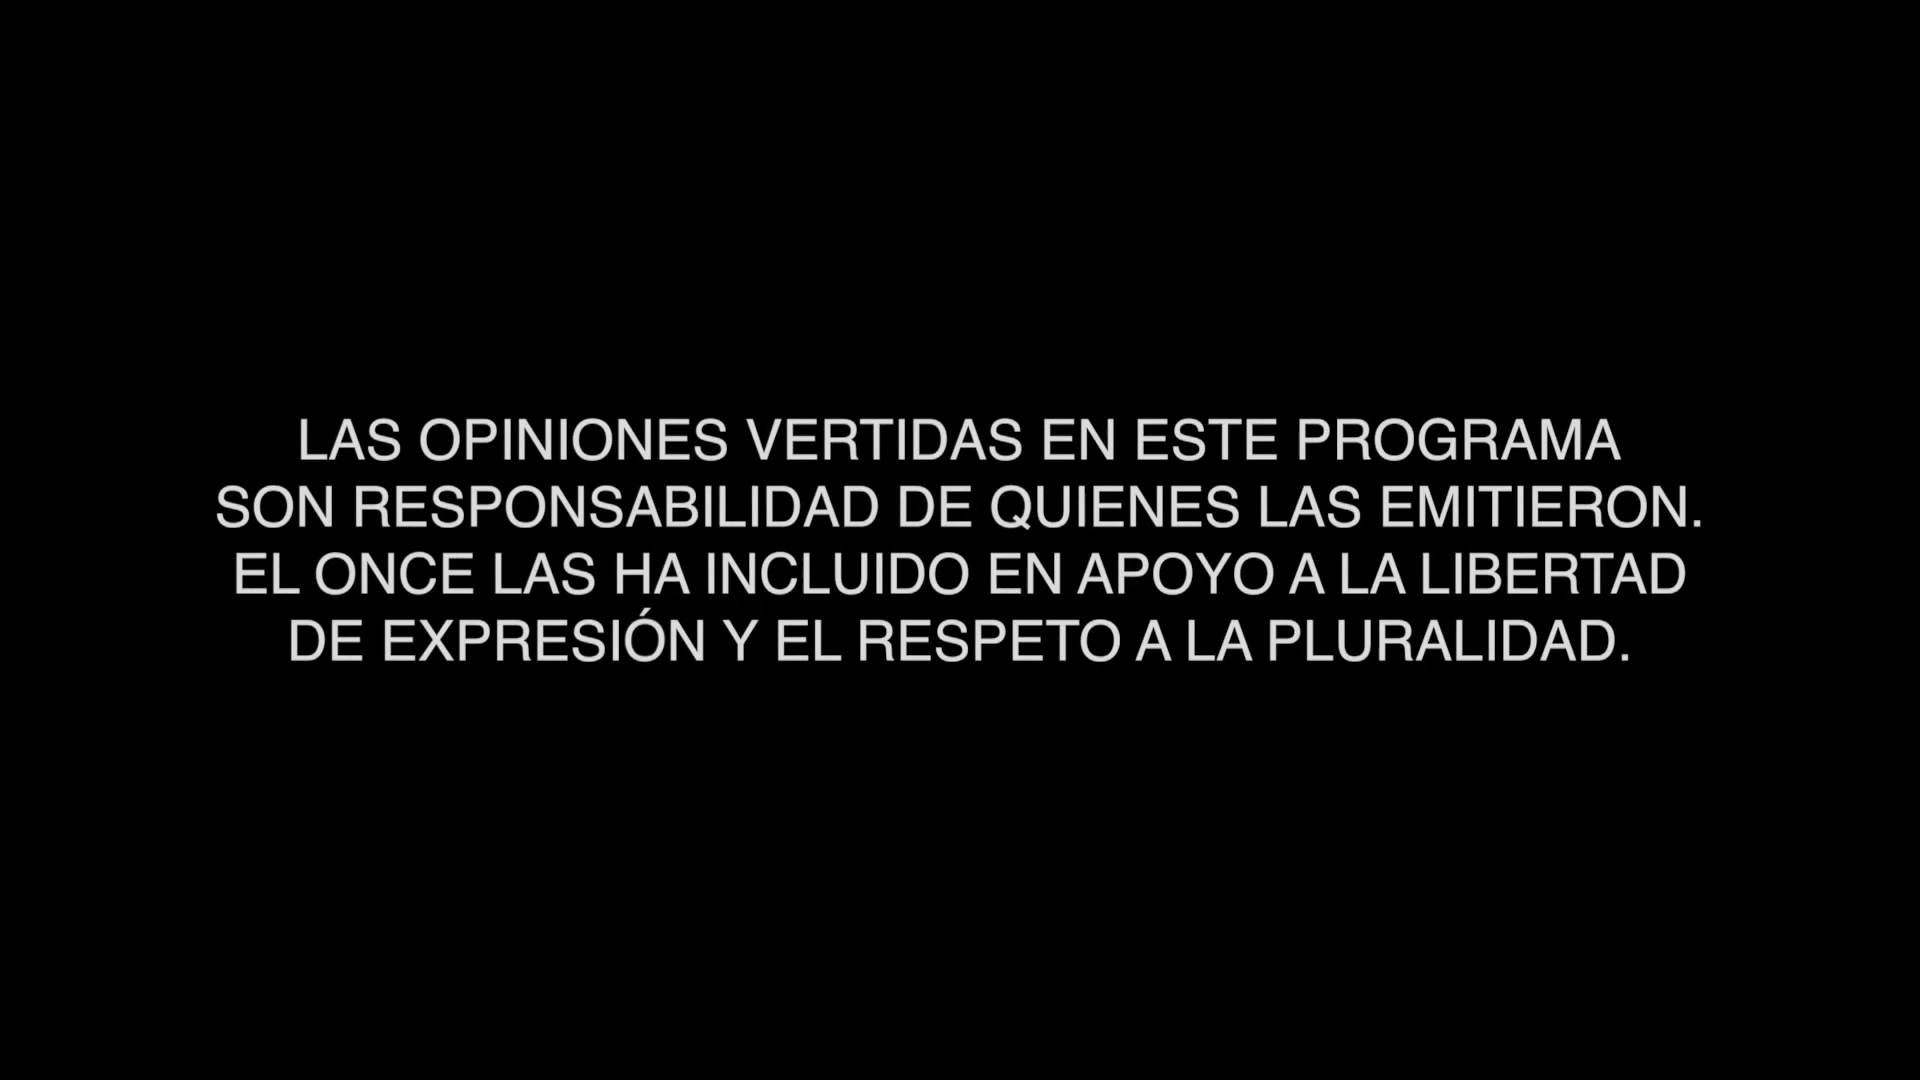 LAS OPINIONES VERTIDAS EN ESTE PROGRAMA
SON RESPONSABILIDAD DE QUIENES LAS EMITIERON.
EL ONCE LAS HA INCLUIDO EN APOYO A LA LIBERTAD
DE EXPRESIÓN Y EL RESPETO A LA PLURALIDAD.